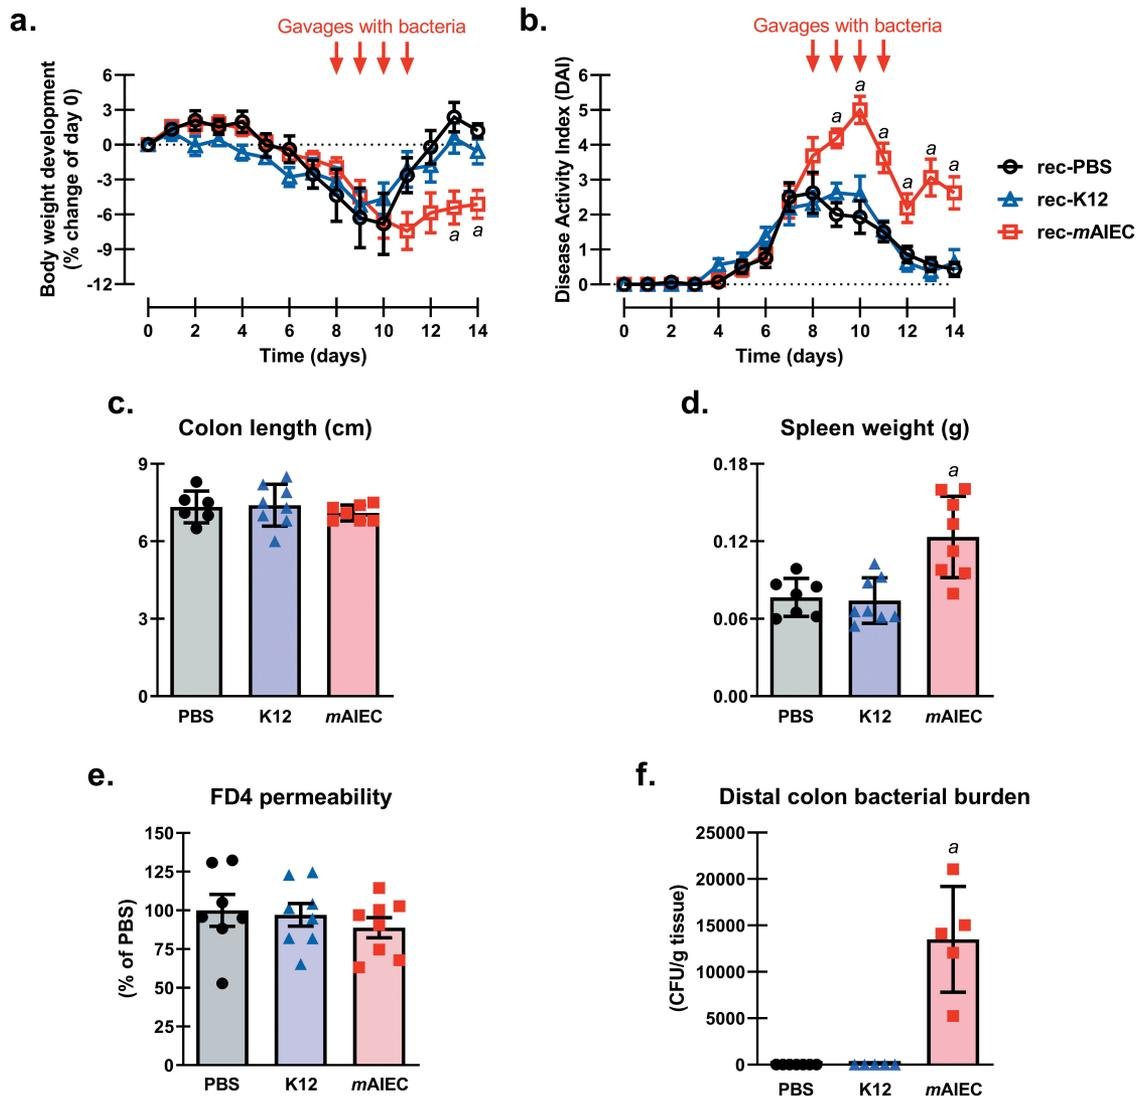 a.
Gavages with bacteria
Body weight development
(% change of day 0)
6
3
0
-3
-6
-9
-12
a a
0 2 4 6 8 10 12 14
Time (days)
b.
Gavages with bacteria
Disease Activity Index (DAI)
6
5
4
3
2
1
0
a a a a a a
0 2 4 6 8 10 12 14
Time (days)
rec-PBS
rec-K12
rec-mAIEC
c.
Colon length (cm)
9
6
3
0
PBS K12 mAIEC
d.
Spleen weight (g)
0.18
0.12
0.06
0.00
a
PBS K12 mAIEC
e.
FD4 permeability
(% of PBS)
150
125
100
75
50
25
0
PBS K12 mAIEC
f.
Distal colon bacterial burden
(CFU/g tissue)
25000
20000
15000
10000
5000
0
a
PBS K12 mAIEC